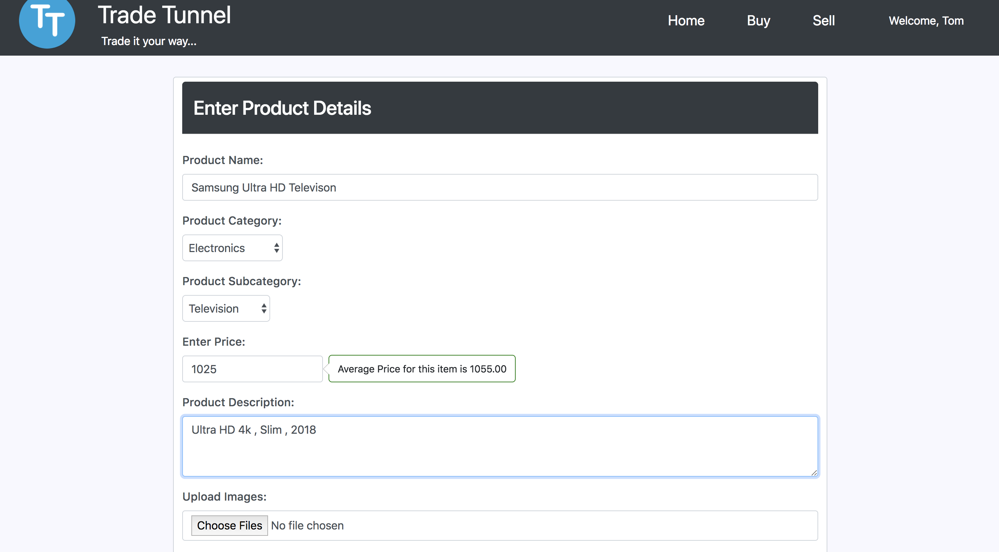 TT
Trade Tunnel
Trade it your way...
Home
Buy
Sell
Welcome, Tom
Enter Product Details
Product Name:
Samsung Ultra HD Televison
Product Category:
Electronics
Product Subcategory:
Television
Enter Price:
1025
Average Price for this item is 1055.00
Product Description:
Ultra HD 4k , Slim , 2018
Upload Images:
Choose Files No file chosen